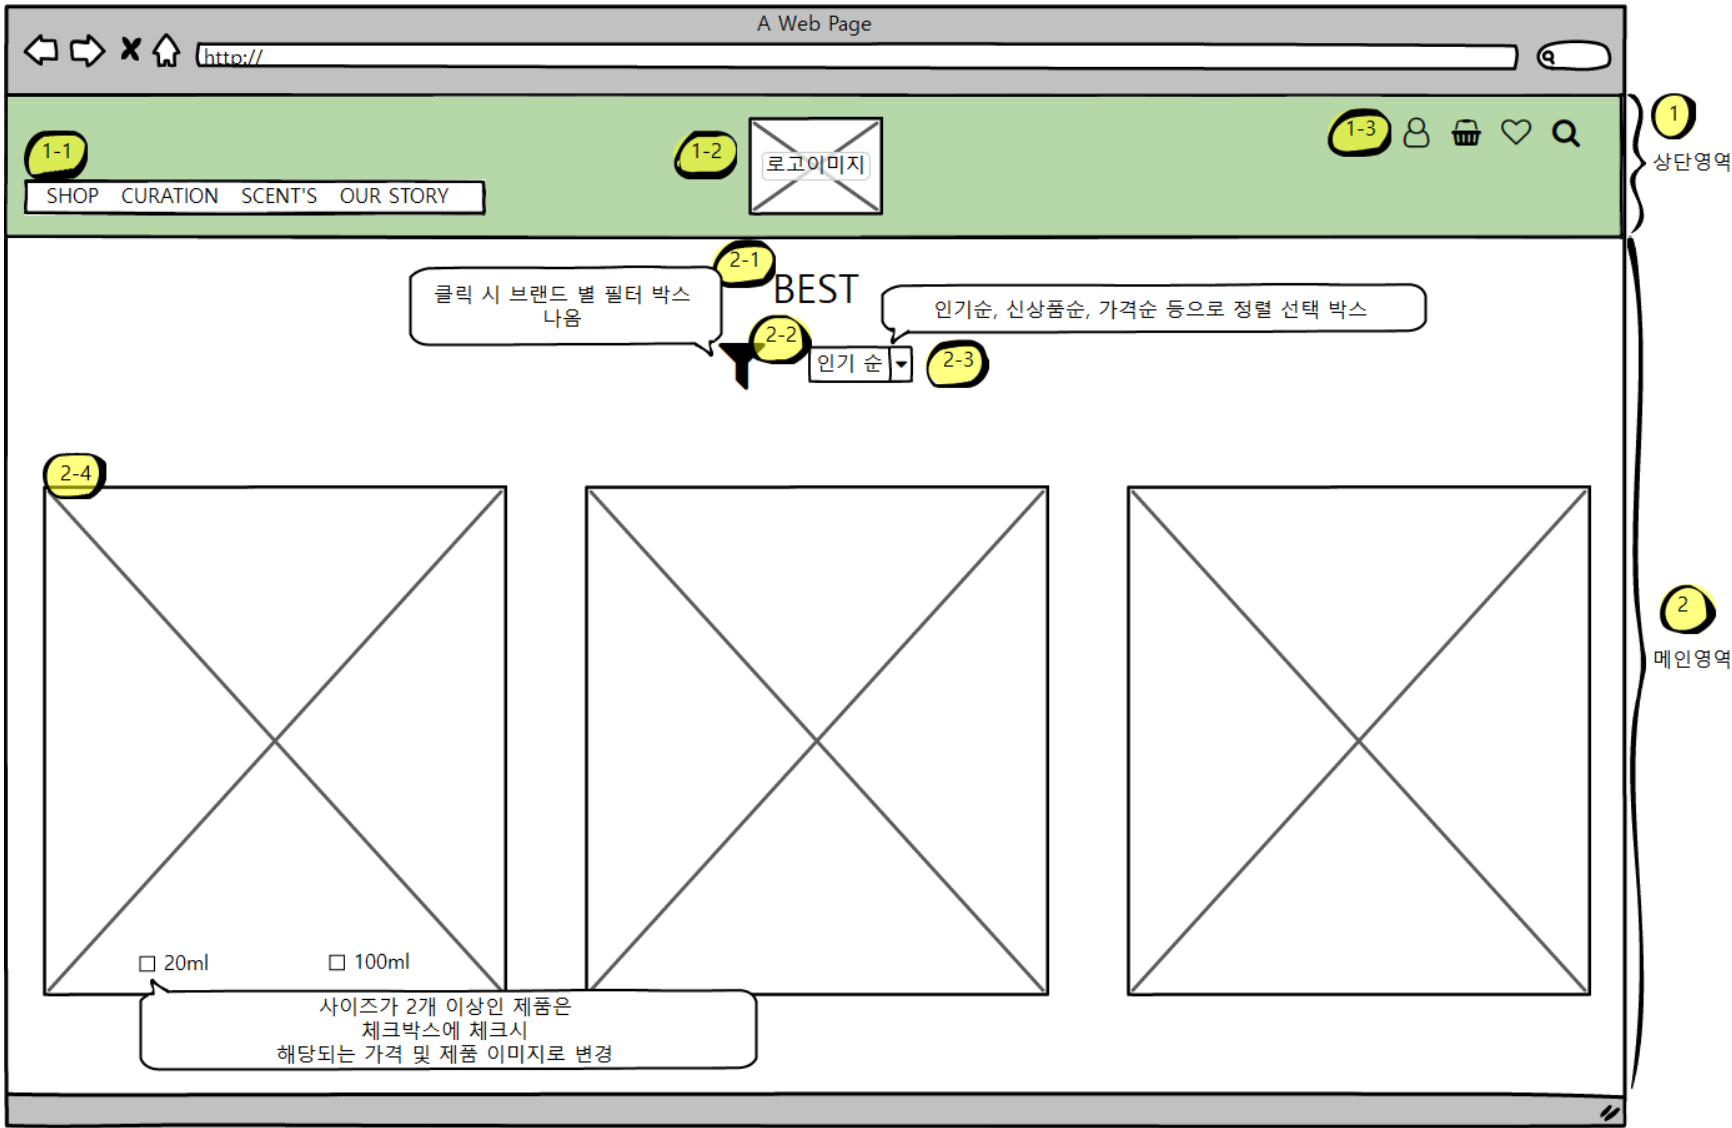 A Web Page
http://
1
1-1
1-2
1-3
상단영역
로고이미지
SHOP CURATION SCENT'S OUR STORY
2-1
BEST
클릭 시 브랜드 별 필터 박스
나옴
인기순, 신상품순, 가격순 등으로 정렬 선택 박스
2-2
인기 순
2-3
2-4
2
메인영역
20ml
100ml
사이즈가 2개 이상인 제품은
체크박스에 체크시
해당되는 가격 및 제품 이미지로 변경